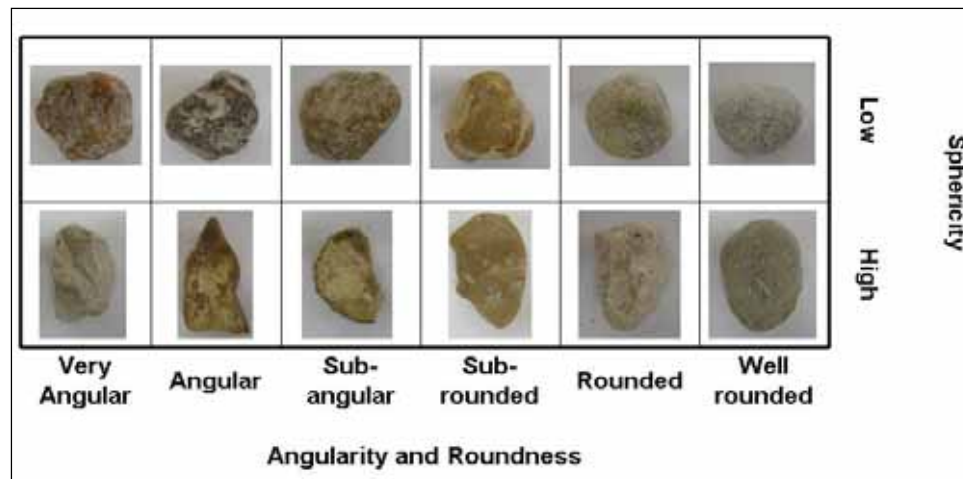 Low
High
Sphericity
Very
Angular
Angular
Sub-
angular
Sub-
rounded
Rounded
Well
rounded
Angularity and Roundness